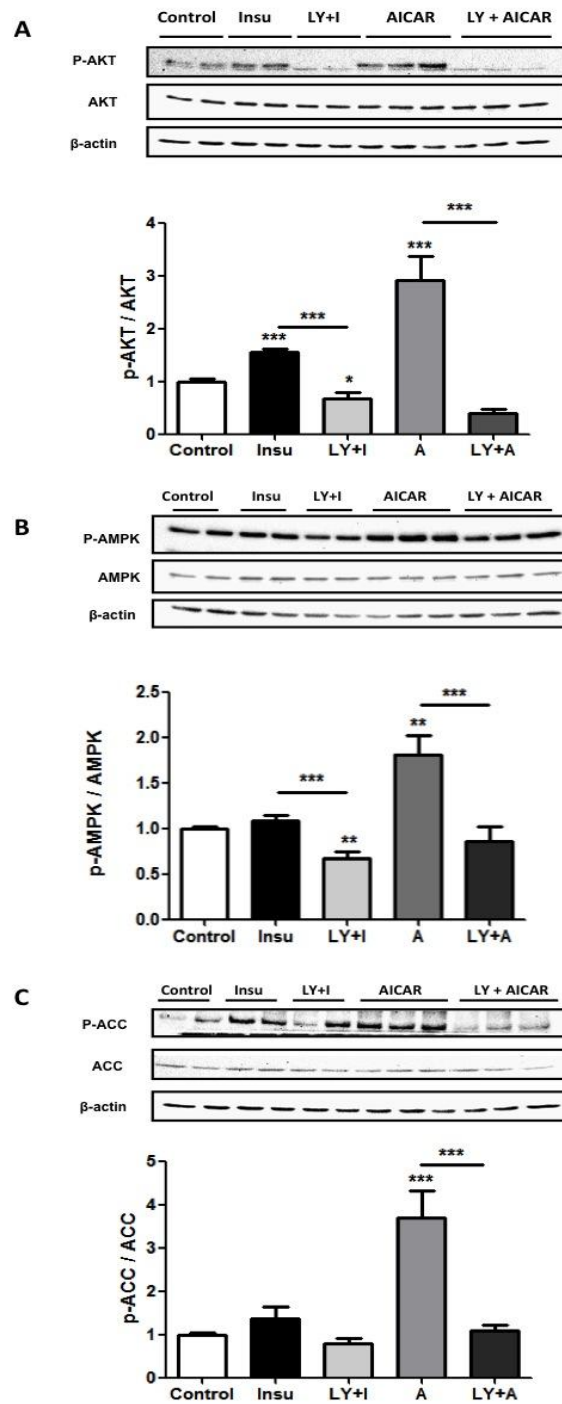 A
Control Insu LY+I AICAR LY + AICAR
P-AKT
AKT
β-actin
***
4
***
3
***
***
2
*
1
0
p-AKT / AKT
Control Insu LY+I A LY+A
B
Control Insu LY+I AICAR LY + AICAR
P-AMPK
AMPK
β-actin
***
2.5
**
2.0
***
1.5
**
1.0
0.5
0.0
p-AMPK / AMPK
Control Insu LY+I A LY+A
C
Control Insu LY+I AICAR LY + AICAR
P-ACC
ACC
β-actin
***
5
***
4
3
2
1
0
p-ACC / ACC
Control Insu LY+I A LY+A